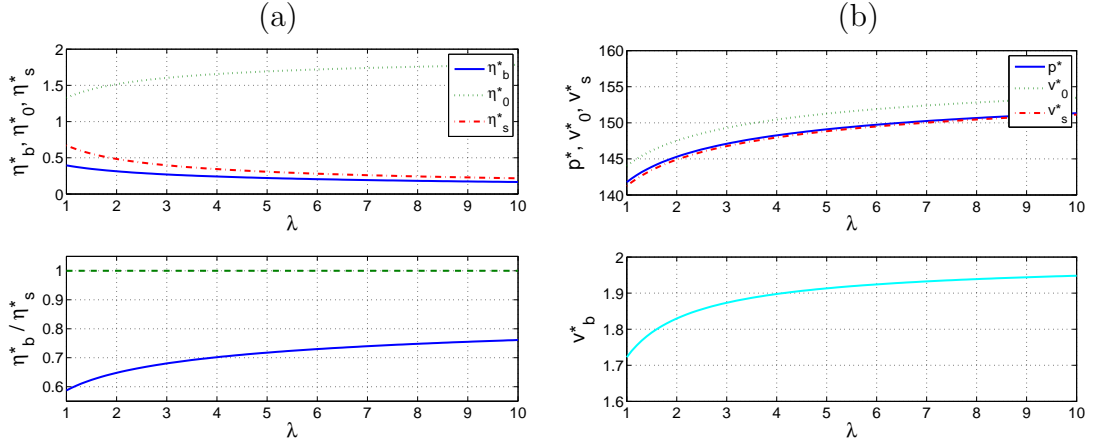 (a)
η*b, η*0, η*s
2
1.5
1
0.5
0
η*b
η*0
η*s
1 2 3 4 5 6 7 8 9 10
λ
η*b / η*s
1
0.9
0.8
0.7
0.6
1 2 3 4 5 6 7 8 9 10
λ
(b)
p*, v*0, v*s
160
155
150
145
140
p*
v*0
v*s
1 2 3 4 5 6 7 8 9 10
λ
v*b
2
1.9
1.8
1.7
1.6
1 2 3 4 5 6 7 8 9 10
λ